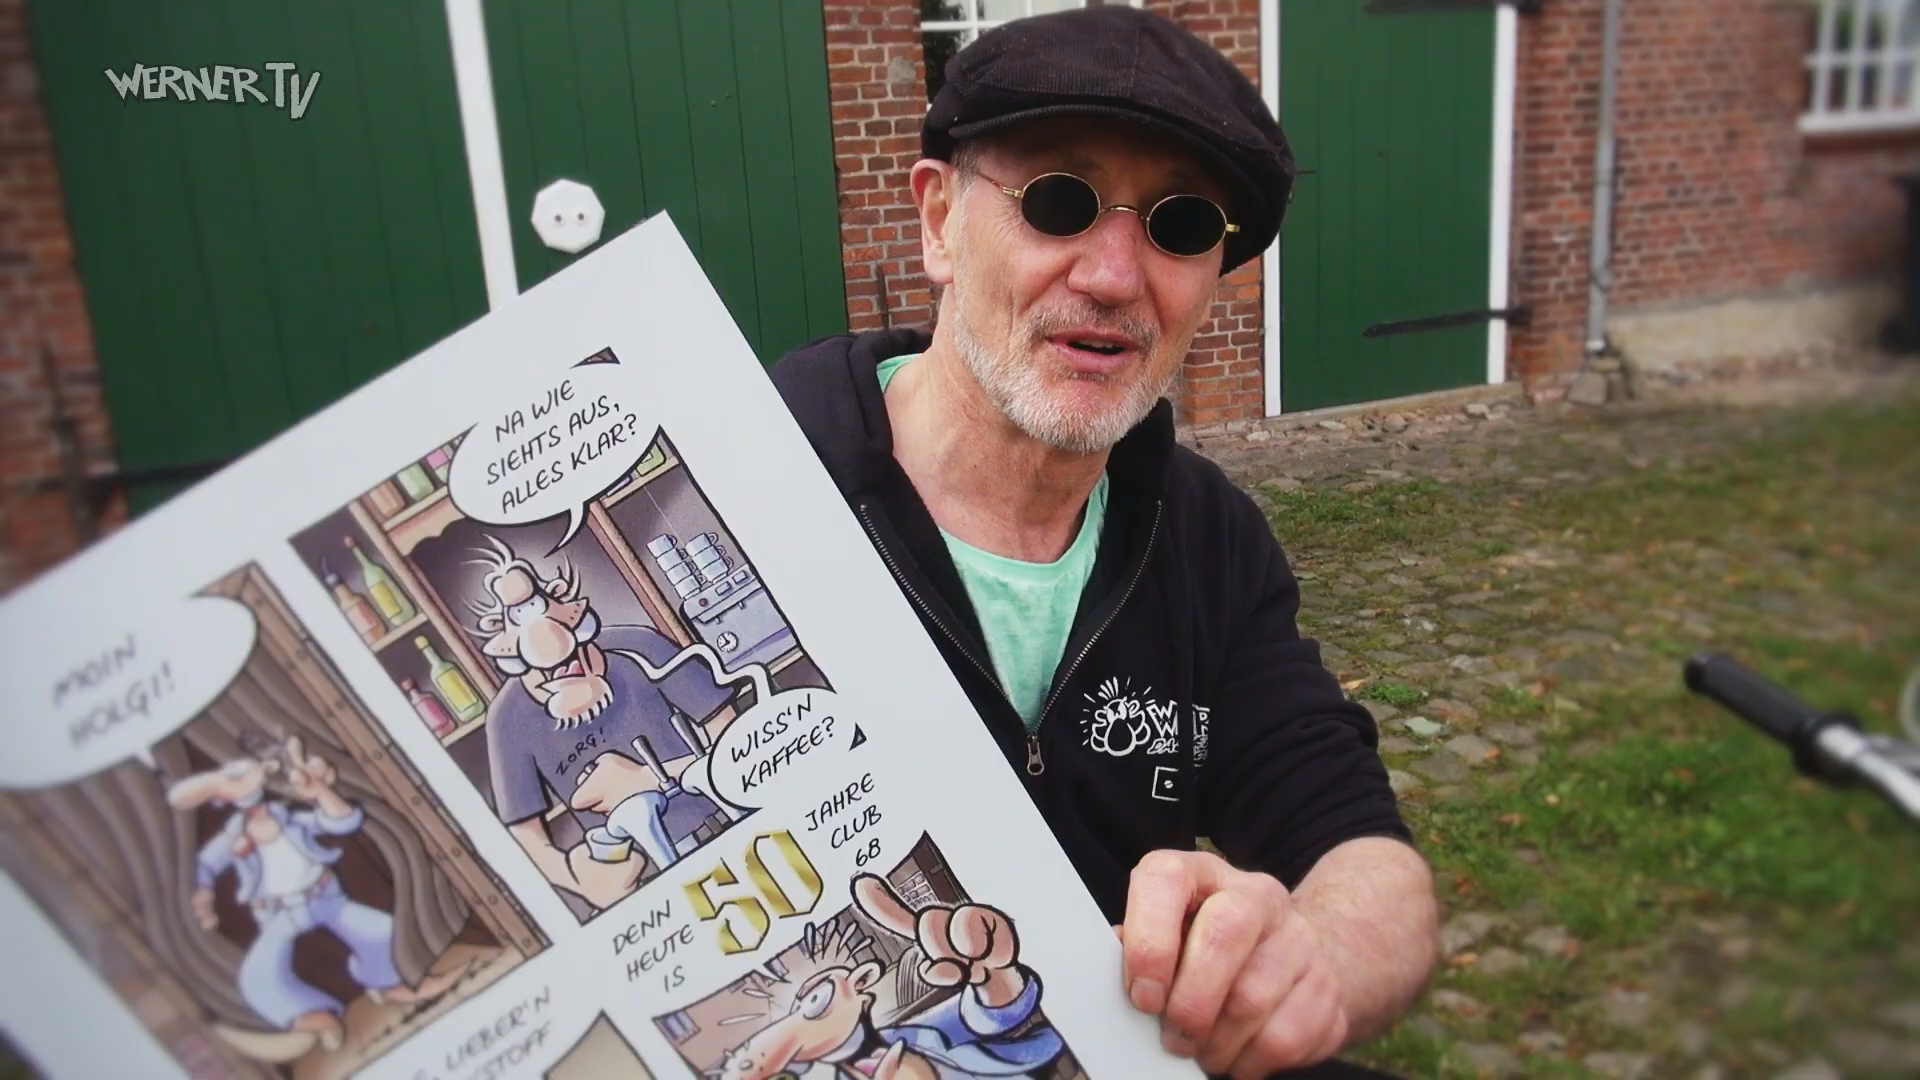 WERNER TV
MOIN
HOLGI!
NA WIE
SIEHTS AUS,
ALLES KLAR?
ZORG!
WISS'N
KAFFEE?
DENN
HEUTE
IS
50
JAHRE
CLUB
68
LIEBER'N